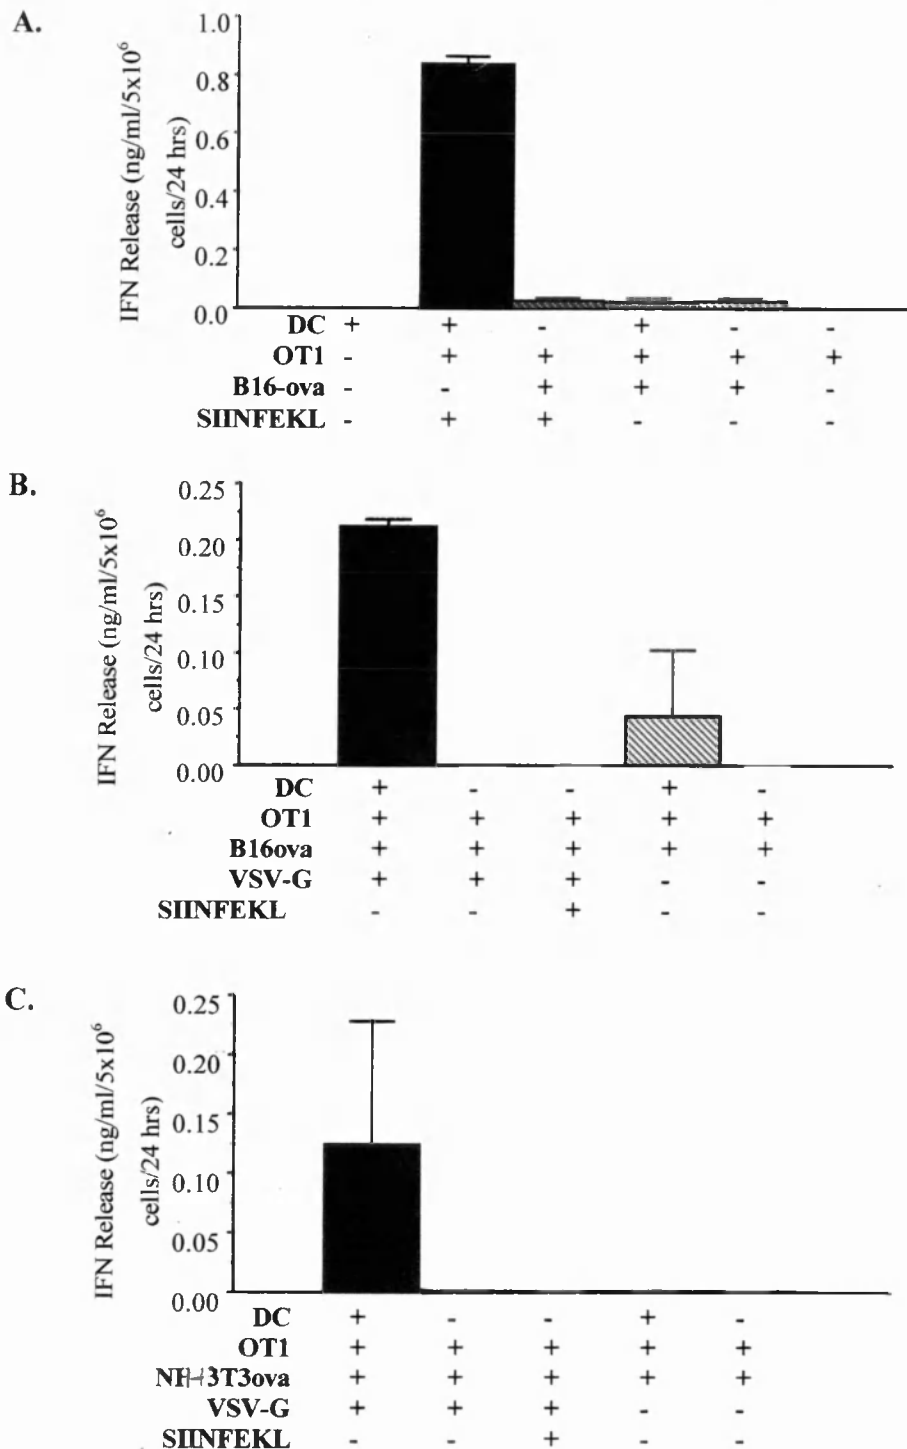 A.
IFN Release (ng/ml/5x10⁶
cells/24 hrs)
1.0
0.8
0.6
0.4
0.2
0.0
DC + + - + - -
OT1 - + + + + +
B16-ova - - + + + -
SIINFEKL - + + - - -
B.
IFN Release (ng/ml/5x10⁶
cells/24 hrs)
0.25
0.20
0.15
0.10
0.05
0.00
DC + - - + -
OT1 + + + + +
B16ova + + + + +
VSV-G + + + - -
SIINFEKL - - + - -
C.
IFN Release (ng/ml/5x10⁶
cells/24 hrs)
0.25
0.20
0.15
0.10
0.05
0.00
DC + - - + -
OT1 + + + + +
NIH3T3ova + + + + +
VSV-G + + + - -
SIINFEKL - - + - -